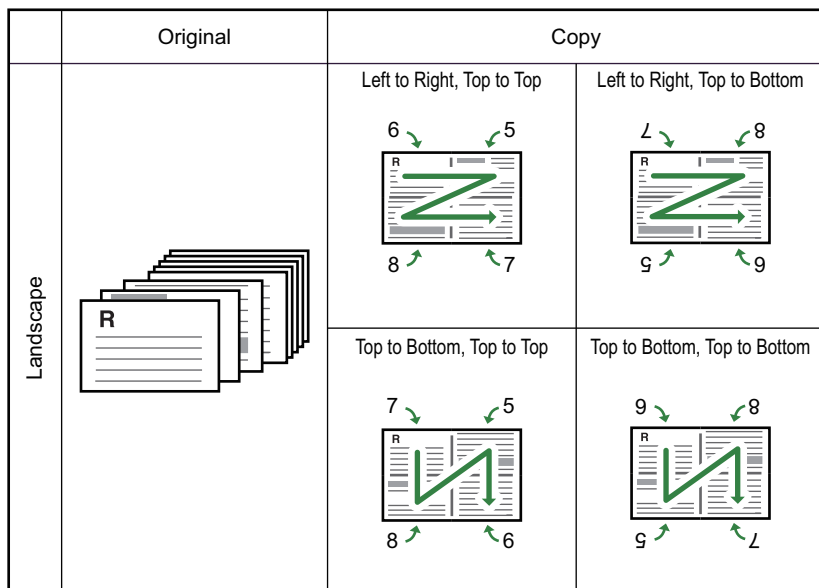 Original
Copy
Landscape
R
Left to Right, Top to Top
6 5
R
8 7
Left to Right, Top to Bottom
7 8
R
5 6
Top to Bottom, Top to Top
7 5
R
8 6
Top to Bottom, Top to Bottom
6 8
R
5 7